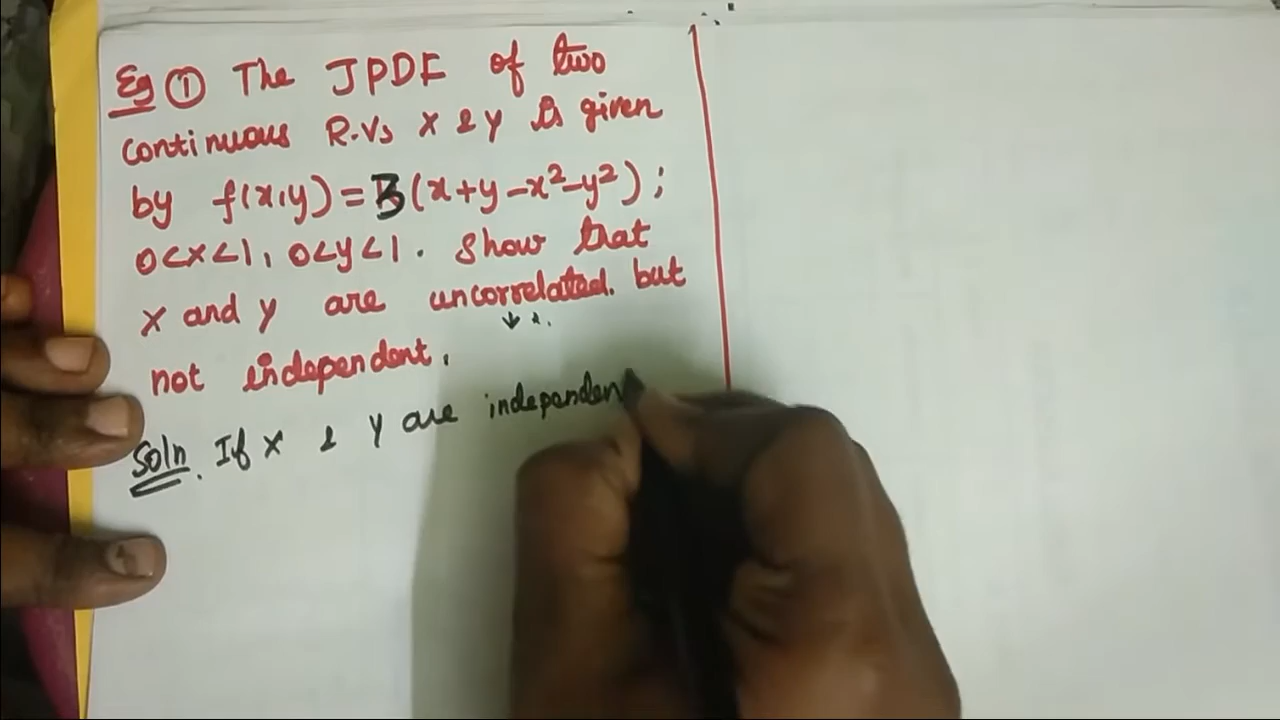 Eg ① The JPDF of two
continuous R.Vs X & Y is given
by f(x,y) = 3(x+y-x²-y²);
0<x<1, 0<y<1. Show that
X and Y are uncorrelated. but
not independent.
Soln. If X & Y are independen